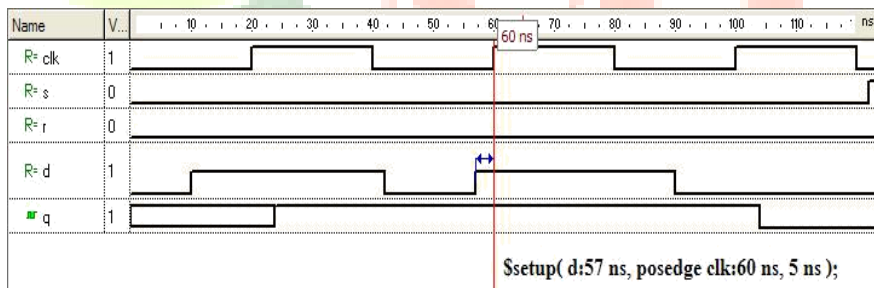 Name V... 10 20 30 40 50 60 70 80 90 100 110 ns
60 ns
R= clk 1
R= s 0
R= r 0
R= d 1
q 1
$setup( d:57 ns, posedge clk:60 ns, 5 ns );